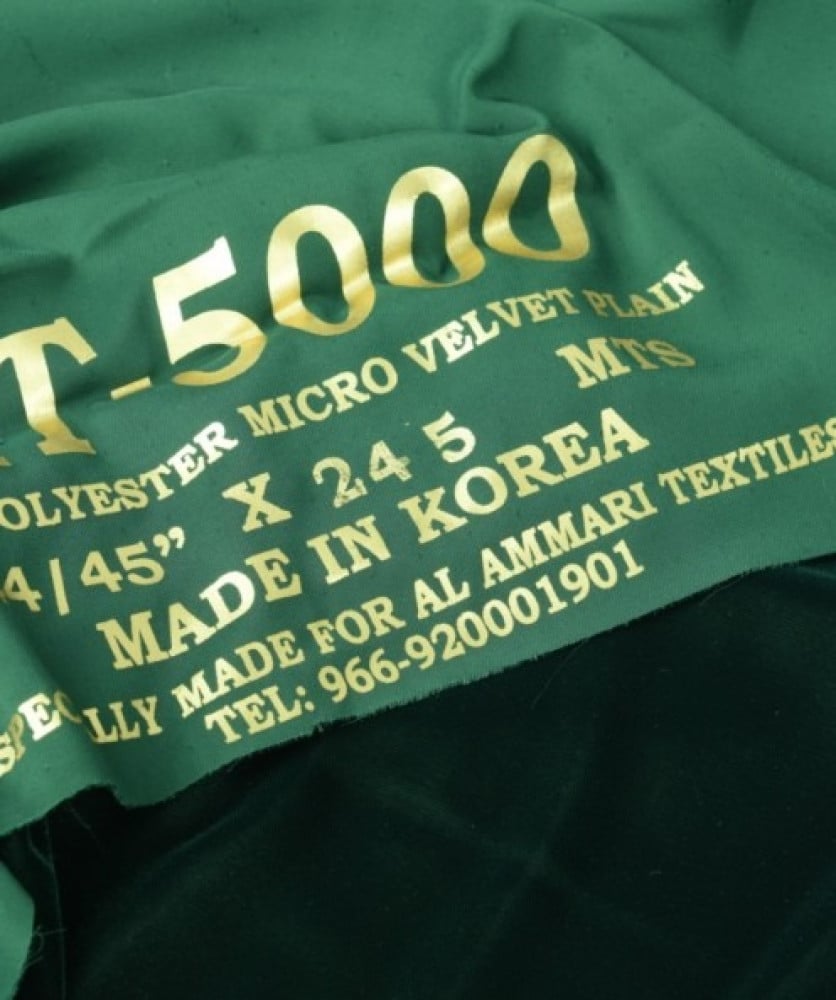 T-5000
OLYESTER MICRO VELVET PLAIN
4/45” X 24 5 MTS
MADE IN KOREA
SPECIALLY MADE FOR AL AMMARI TEXTILES
TEL: 966-920001901